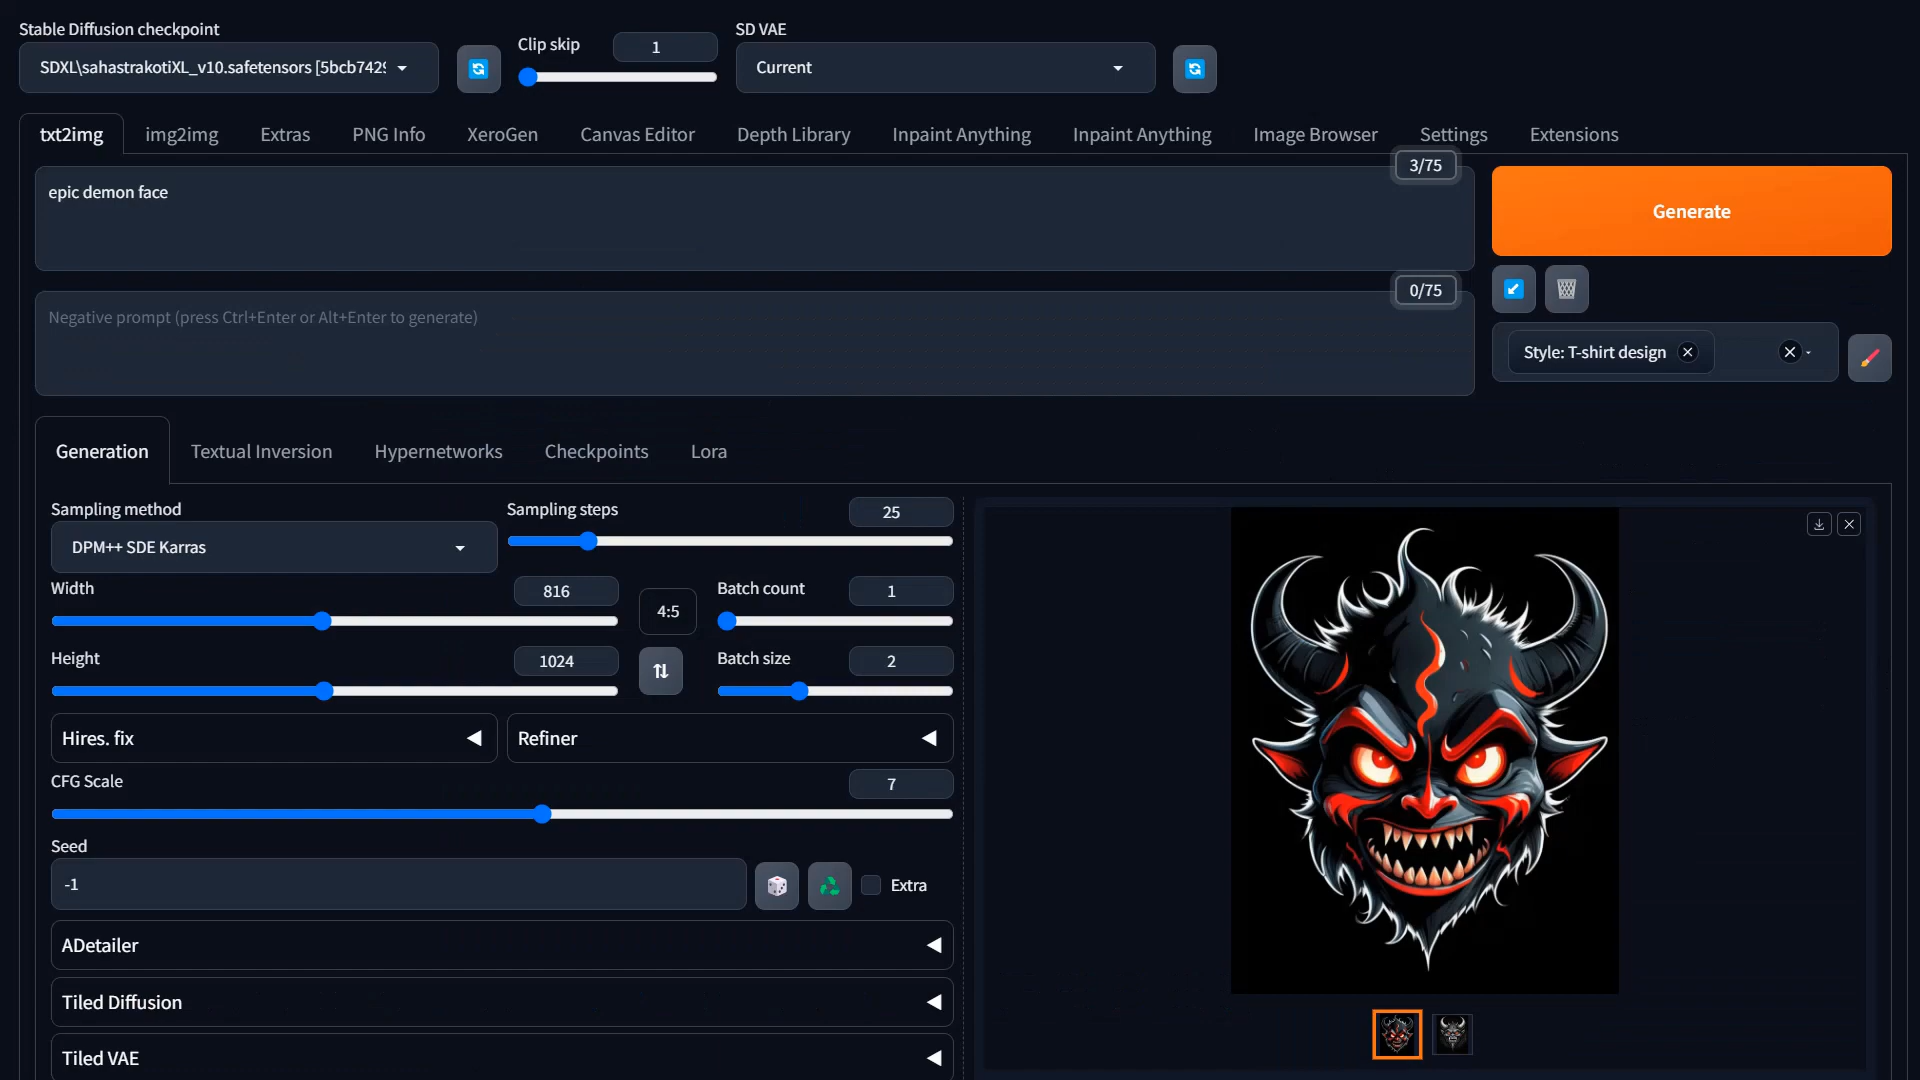 Stable Diffusion checkpoint
SDXL\sahastrakotiXL_v10.safetensors [5bcb7429
Clip skip
1
SD VAE
Current
txt2img
img2img
Extras
PNG Info
XeroGen
Canvas Editor
Depth Library
Inpaint Anything
Inpaint Anything
Image Browser
Settings
Extensions
3/75
epic demon face
Generate
0/75
Negative prompt (press Ctrl+Enter or Alt+Enter to generate)
Style: T-shirt design
Generation
Textual Inversion
Hypernetworks
Checkpoints
Lora
Sampling method
DPM++ SDE Karras
Sampling steps
25
Width
816
4:5
Batch count
1
Height
1024
Batch size
2
Hires. fix
Refiner
CFG Scale
7
Seed
-1
Extra
ADetailer
Tiled Diffusion
Tiled VAE